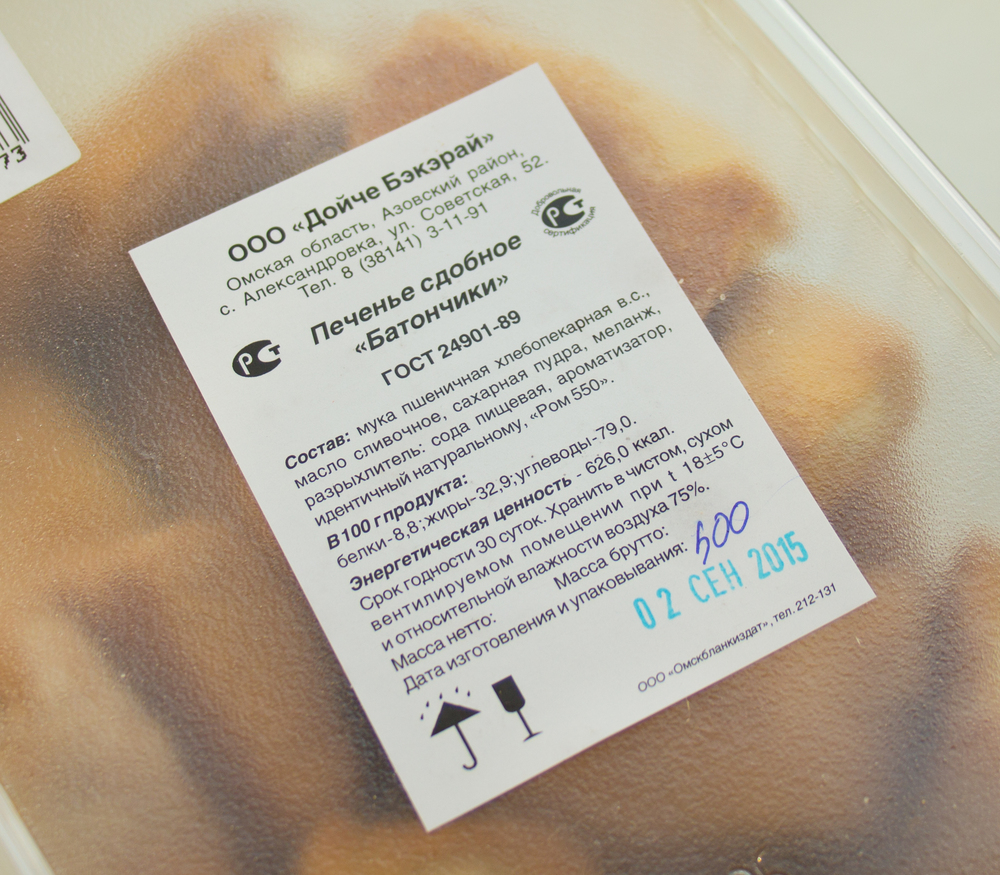 73
ООО «Дойче Бэкэрай»
Омская область, Азовский район,
с. Александровка, ул. Советская, 52.
Тел. 8 (38141) 3-11-91
Добровольная
сертификация
Печенье сдобное
«Батончики»
ГОСТ 24901-89
Состав: мука пшеничная хлебопекарная в.с.,
масло сливочное, сахарная пудра, меланж,
разрыхлитель: сода пищевая, ароматизатор,
идентичный натуральному, «Ром 550».
В 100 г продукта:
белки-8,8; жиры-32,9; углеводы-79,0.
Энергетическая ценность - 626,0 ккал.
Срок годности 30 суток. Хранить в чистом, сухом
вентилируемом помещении при t 18±5°С
и относительной влажности воздуха 75%.
Масса нетто: Масса брутто: 500
Дата изготовления и упаковывания: 02 СЕН 2015
ООО «Омскбланкиздат», тел. 212-131